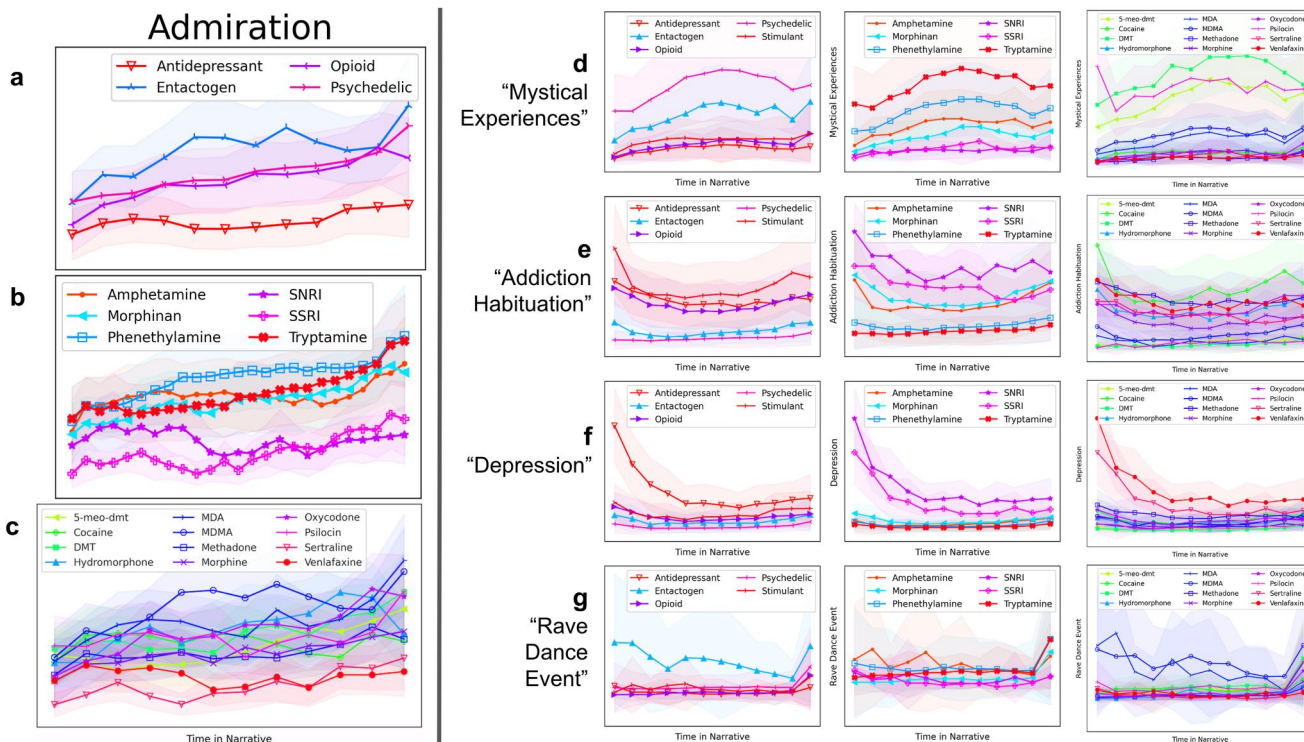 Admiration
a
Antidepressant
Entactogen
Opioid
Psychedelic
b
Amphetamine
Morphinan
Phenethylamine
SNRI
SSRI
Tryptamine
c
5-meo-dmt
Cocaine
DMT
Hydromorphone
MDA
MDMA
Methadone
Morphine
Oxycodone
Psilocin
Sertraline
Venlafaxine
Time in Narrative
d
“Mystical
Experiences”
Antidepressant
Entactogen
Opioid
Psychedelic
Stimulant
Time in Narrative
Mystical Experiences
Amphetamine
Morphinan
Phenethylamine
SNRI
SSRI
Tryptamine
Time in Narrative
Mystical Experiences
5-meo-dmt
Cocaine
DMT
Hydromorphone
MDA
MDMA
Methadone
Morphine
Oxycodone
Psilocin
Sertraline
Venlafaxine
Time in Narrative
e
“Addiction
Habituation”
Antidepressant
Entactogen
Opioid
Psychedelic
Stimulant
Time in Narrative
Addiction Habituation
Amphetamine
Morphinan
Phenethylamine
SNRI
SSRI
Tryptamine
Time in Narrative
Addiction Habituation
5-meo-dmt
Cocaine
DMT
Hydromorphone
MDA
MDMA
Methadone
Morphine
Oxycodone
Psilocin
Sertraline
Venlafaxine
Time in Narrative
f
“Depression”
Antidepressant
Entactogen
Opioid
Psychedelic
Stimulant
Time in Narrative
Depression
Amphetamine
Morphinan
Phenethylamine
SNRI
SSRI
Tryptamine
Time in Narrative
Depression
5-meo-dmt
Cocaine
DMT
Hydromorphone
MDA
MDMA
Methadone
Morphine
Oxycodone
Psilocin
Sertraline
Venlafaxine
Time in Narrative
g
“Rave
Dance
Event”
Antidepressant
Entactogen
Opioid
Psychedelic
Stimulant
Time in Narrative
Rave Dance Event
Amphetamine
Morphinan
Phenethylamine
SNRI
SSRI
Tryptamine
Time in Narrative
Rave Dance Event
5-meo-dmt
Cocaine
DMT
Hydromorphone
MDA
MDMA
Methadone
Morphine
Oxycodone
Psilocin
Sertraline
Venlafaxine
Time in Narrative